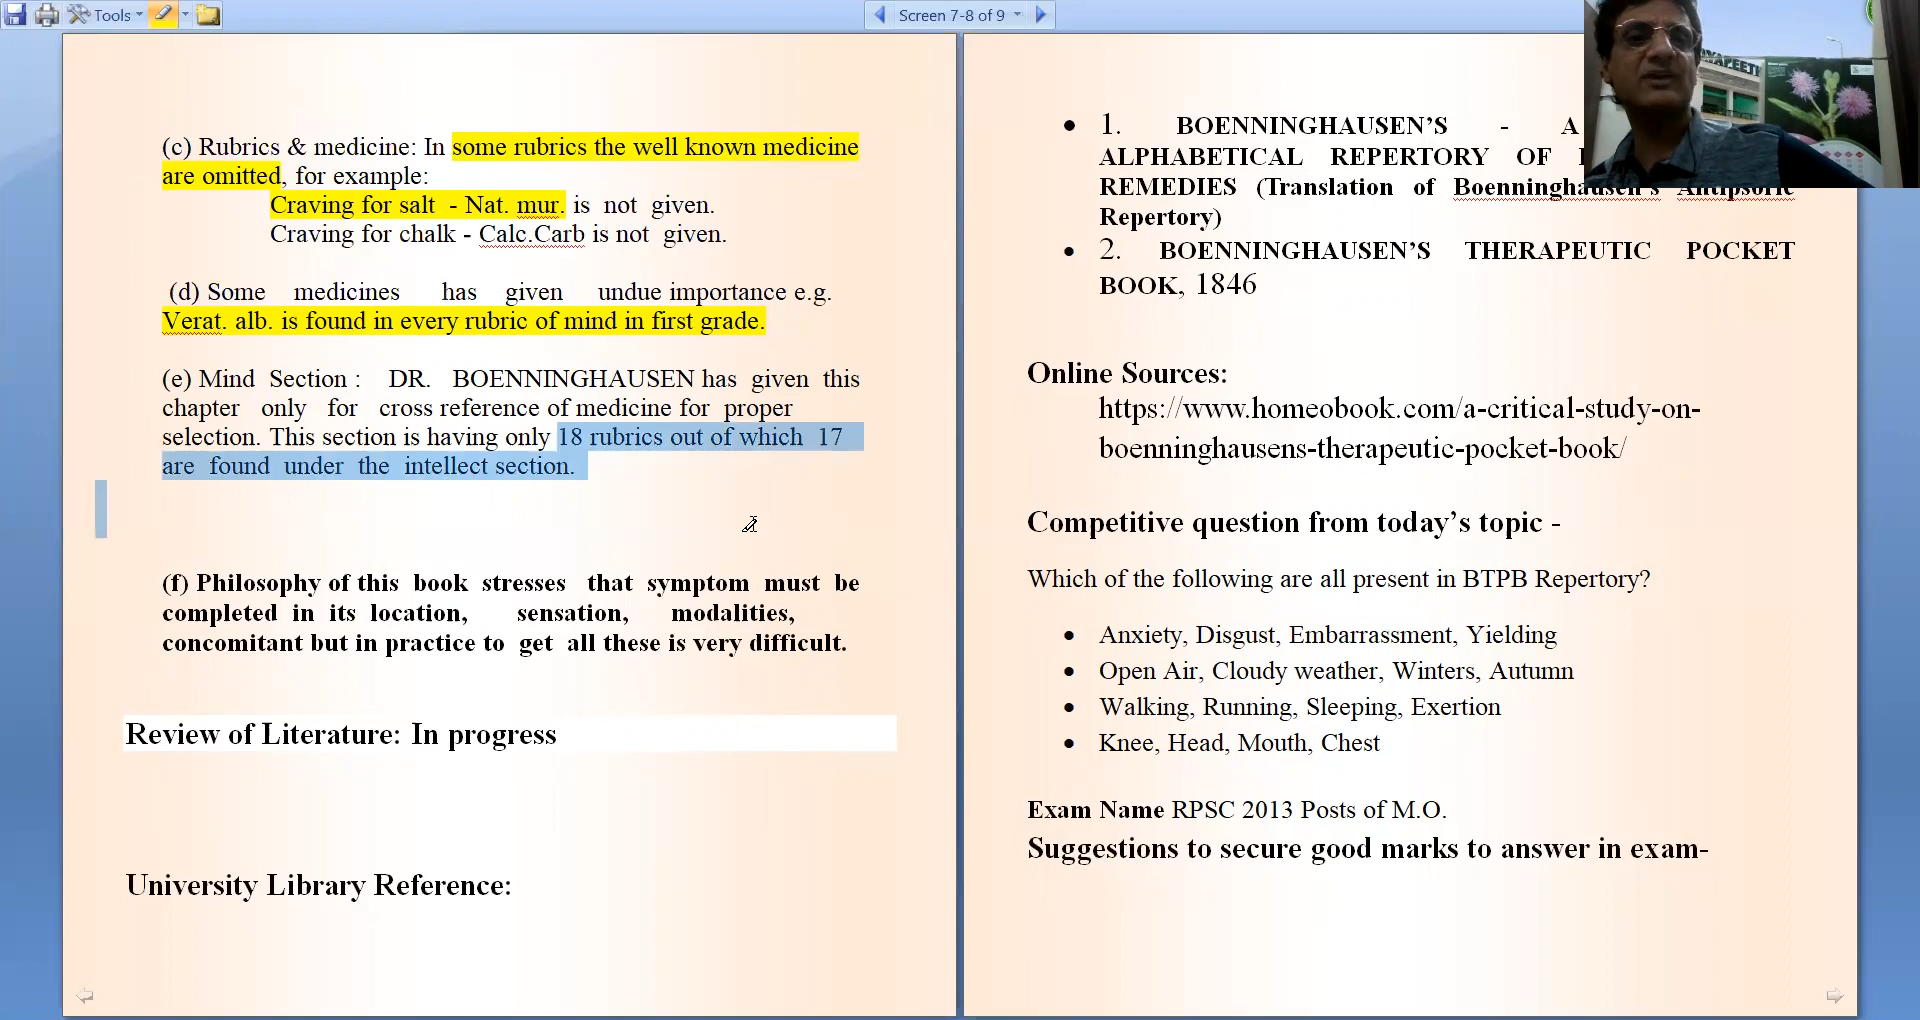 Tools
Screen 7-8 of 9
(c) Rubrics & medicine: In some rubrics the well known medicine
are omitted, for example:
Craving for salt - Nat. mur. is not given.
Craving for chalk - Calc.Carb is not given.
(d) Some medicines has given undue importance e.g.
Verat. alb. is found in every rubric of mind in first grade.
(e) Mind Section : DR. BOENNINGHAUSEN has given this
chapter only for cross reference of medicine for proper
selection. This section is having only 18 rubrics out of which 17
are found under the intellect section.
(f) Philosophy of this book stresses that symptom must be
completed in its location, sensation, modalities,
concomitant but in practice to get all these is very difficult.
Review of Literature: In progress
University Library Reference:
1. BOENNINGHAUSEN’S - A
ALPHABETICAL REPERTORY OF
REMEDIES (Translation of Boenninghausen's Antipsoric
Repertory)
2. BOENNINGHAUSEN’S THERAPEUTIC POCKET
BOOK, 1846
Online Sources:
https://www.homeobook.com/a-critical-study-on-
boenninghausens-therapeutic-pocket-book/
Competitive question from today’s topic -
Which of the following are all present in BTPB Repertory?
Anxiety, Disgust, Embarrassment, Yielding
Open Air, Cloudy weather, Winters, Autumn
Walking, Running, Sleeping, Exertion
Knee, Head, Mouth, Chest
Exam Name RPSC 2013 Posts of M.O.
Suggestions to secure good marks to answer in exam-